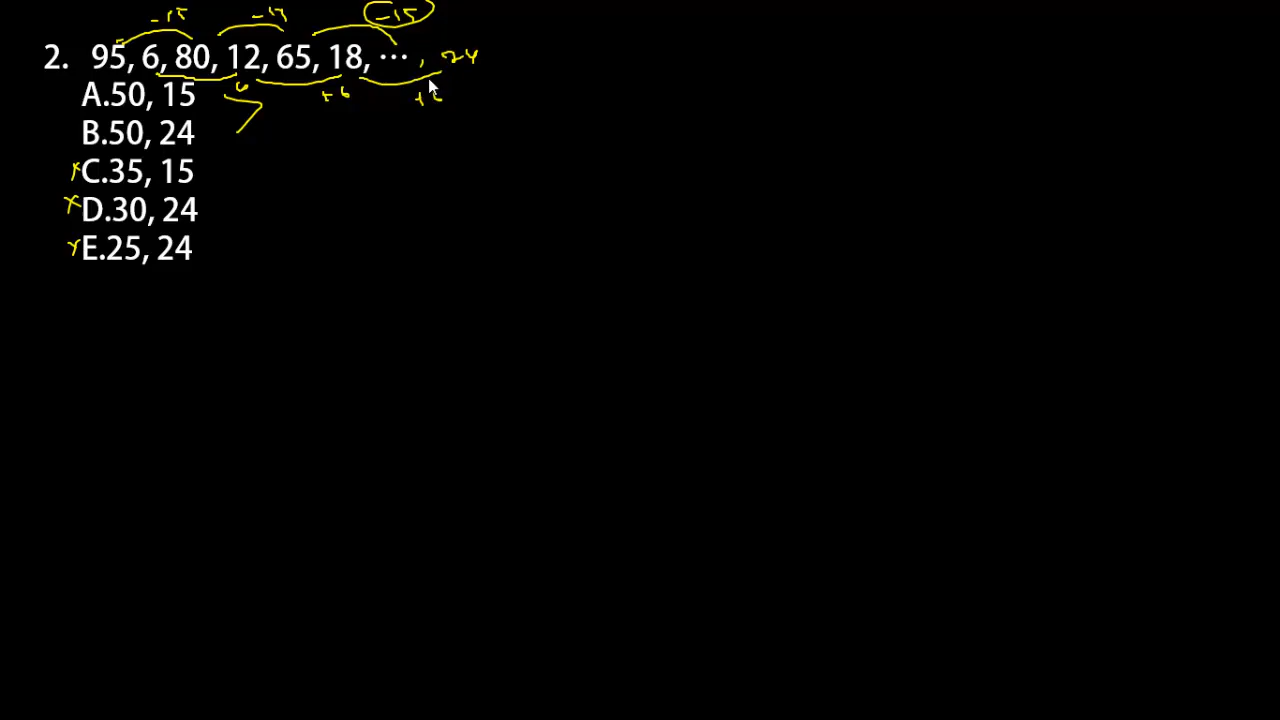 -15 -15 -15
2. 95, 6, 80, 12, 65, 18, ... , 24
6 +6 +6
A.50, 15
B.50, 24
x C.35, 15
x D.30, 24
x E.25, 24